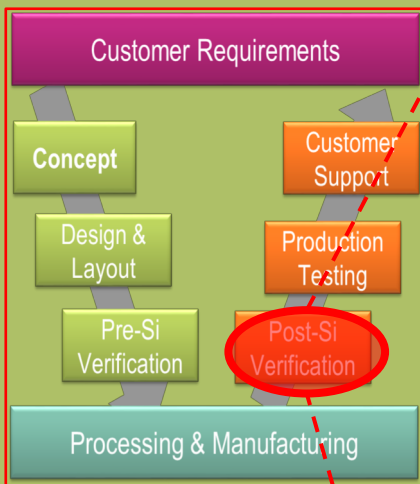 Customer Requirements
Concept
Customer
Support
Design &
Layout
Production
Testing
Pre-Si
Verification
Post-Si
Verification
Processing & Manufacturing